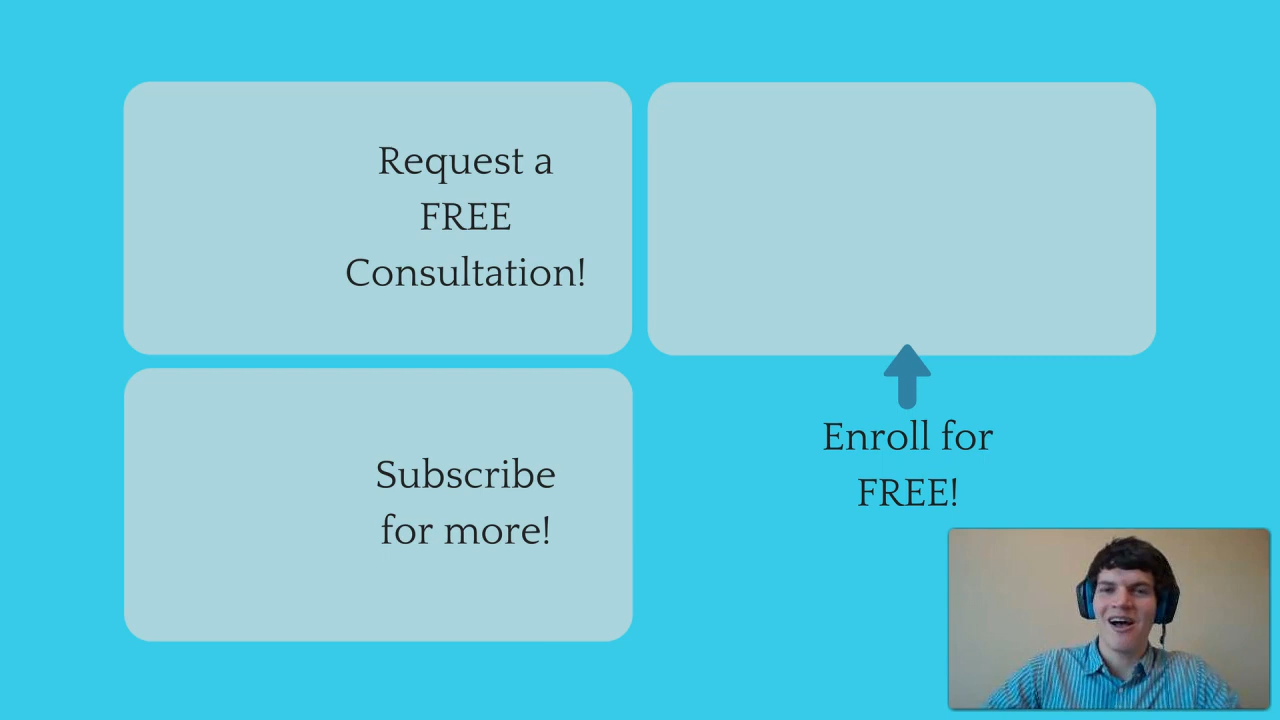 Request a
FREE
Consultation!
Subscribe
for more!
Enroll for
FREE!